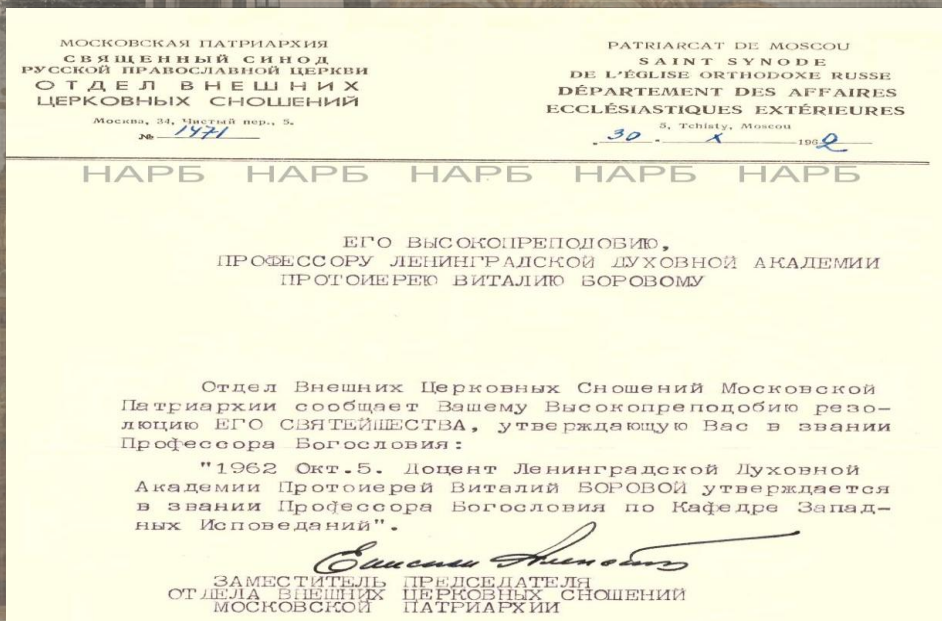 МОСКОВСКАЯ ПАТРИАРХИЯ
СВЯЩЕННЫЙ СИНОД
РУССКОЙ ПРАВОСЛАВНОЙ ЦЕРКВИ
ОТДЕЛ ВНЕШНИХ
ЦЕРКОВНЫХ СНОШЕНИЙ
Москва, 34, Чистый пер., 5.
№ 1471
PATRIARCAT DE MOSCOU
SAINT SYNODE
DE L'ÉGLISE ORTHODOXE RUSSE
DÉPARTEMENT DES AFFAIRES
ECCLÉSIASTIQUES EXTÉRIEURES
5, Tchisty, Moscou
30 X 1962
НАРБ НАРБ НАРБ НАРБ НАРБ
ЕГО ВЫСОКОПРЕПОДОБИЮ,
ПРОФЕССОРУ ЛЕНИНГРАДСКОЙ ДУХОВНОЙ АКАДЕМИИ
ПРОТОИЕРЕЮ ВИТАЛИЮ БОРОВОМУ
Отдел Внешних Церковных Сношений Московской
Патриархии сообщает Вашему Высокопреподобию резо-
люцию ЕГО СВЯТЕЙШЕСТВА, утверждающую Вас в звании
Профессора Богословия:
"1962 Окт.5. Доцент Ленинградской Духовной
Академии Протоиерей Виталий БОРОВОЙ утверждается
в звании Профессора Богословия по Кафедре Запад-
ных Исповеданий".
ЗАМЕСТИТЕЛЬ ПРЕДСЕДАТЕЛЯ
ОТДЕЛА ВНЕШНИХ ЦЕРКОВНЫХ СНОШЕНИЙ
МОСКОВСКОЙ ПАТРИАРХИИ